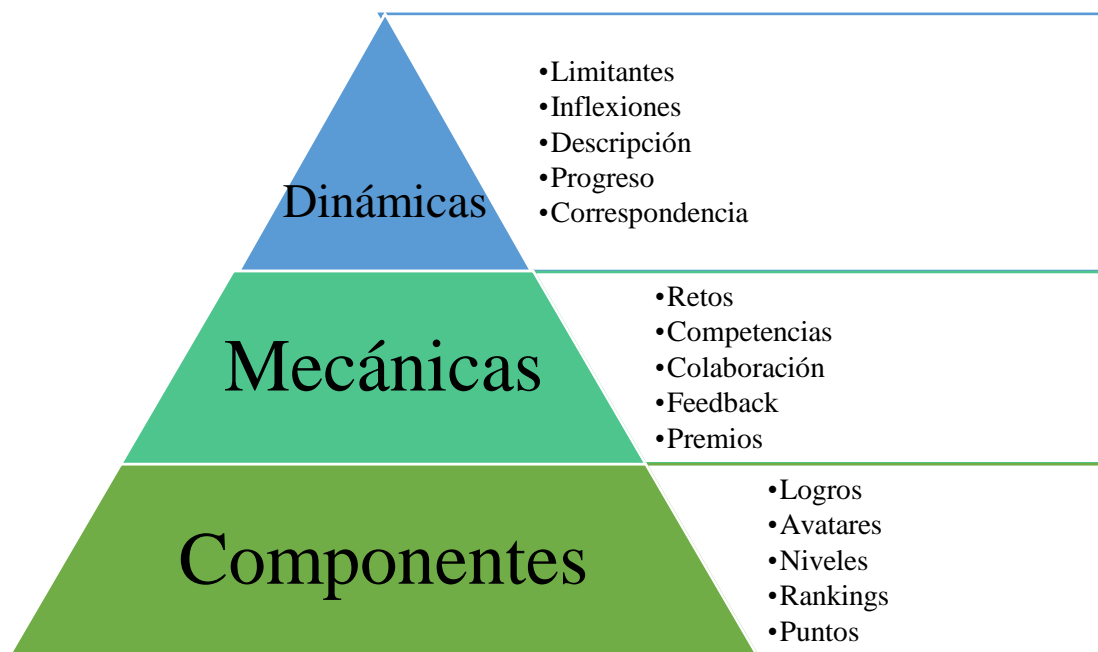 Dinámicas
•Limitantes
•Inflexiones
•Descripción
•Progreso
•Correspondencia
Mecánicas
•Retos
•Competencias
•Colaboración
•Feedback
•Premios
Componentes
•Logros
•Avatares
•Niveles
•Rankings
•Puntos